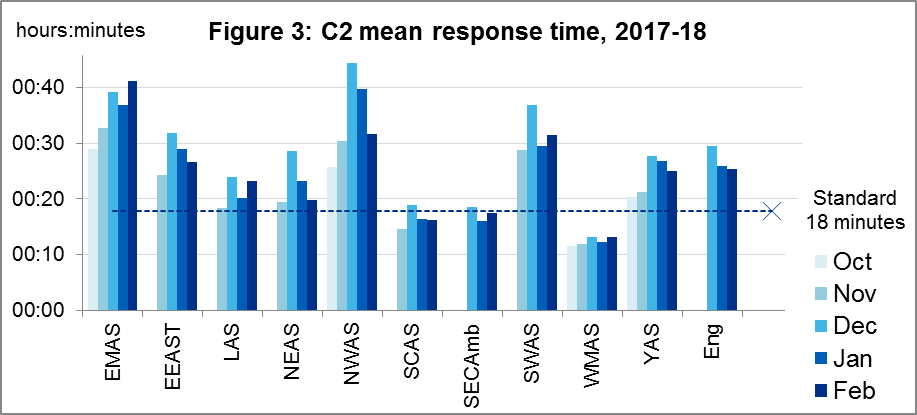 hours:minutes
Figure 3: C2 mean response time, 2017-18
00:40
00:30
00:20
00:10
00:00
EMAS
EEAST
LAS
NEAS
NWAS
SCAS
SECAmb
SWAS
WMAS
YAS
Eng
Standard
18 minutes
Oct
Nov
Dec
Jan
Feb